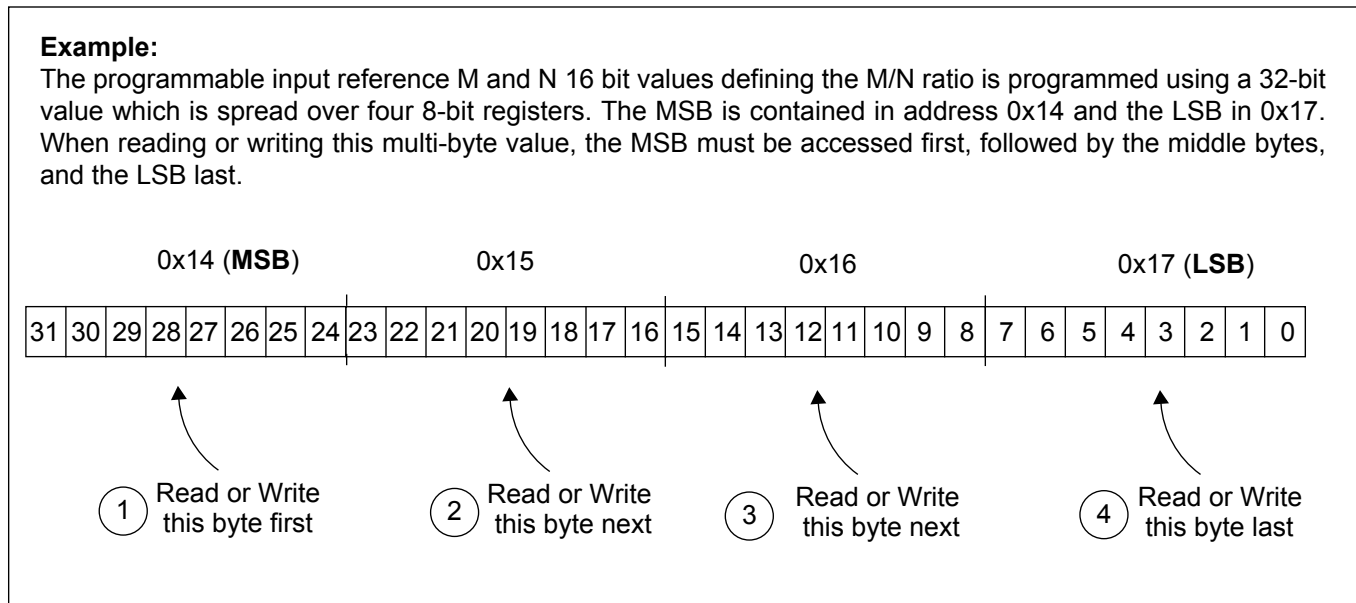 Example:
The programmable input reference M and N 16 bit values defining the M/N ratio is programmed using a 32-bit
value which is spread over four 8-bit registers. The MSB is contained in address 0x14 and the LSB in 0x17.
When reading or writing this multi-byte value, the MSB must be accessed first, followed by the middle bytes,
and the LSB last.
0x14 (MSB) 0x15 0x16 0x17 (LSB)
31 30 29 28 27 26 25 24 23 22 21 20 19 18 17 16 15 14 13 12 11 10 9 8 7 6 5 4 3 2 1 0
1 Read or Write
this byte first
2 Read or Write
this byte next
3 Read or Write
this byte next
4 Read or Write
this byte last